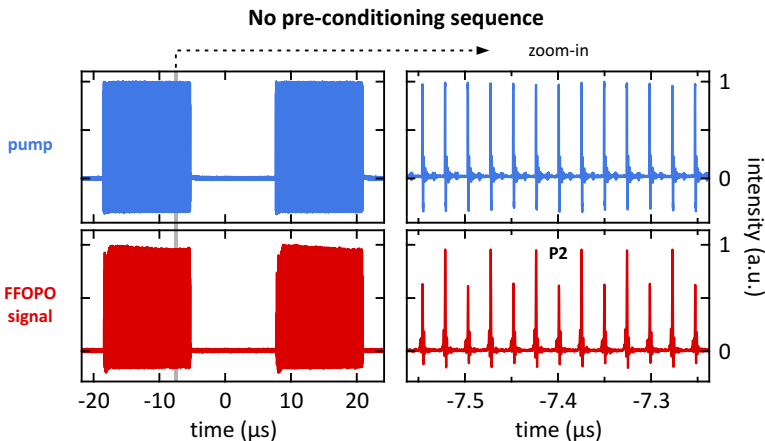 No pre-conditioning sequence
zoom-in
pump
1
0
intensity (a.u.)
FFOPO
signal
P2
1
0
-20 -10 0 10 20
-7.5 -7.4 -7.3
time (µs)
time (µs)